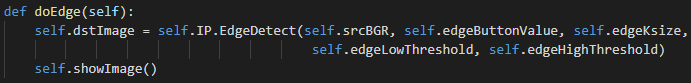 def doEdge(self):
    self.dstImage = self.IP.EdgeDetect(self.srcBGR, self.edgeButtonValue, self.edgeKsize,
                                       self.edgeLowThreshold, self.edgeHighThreshold)
    self.showImage()